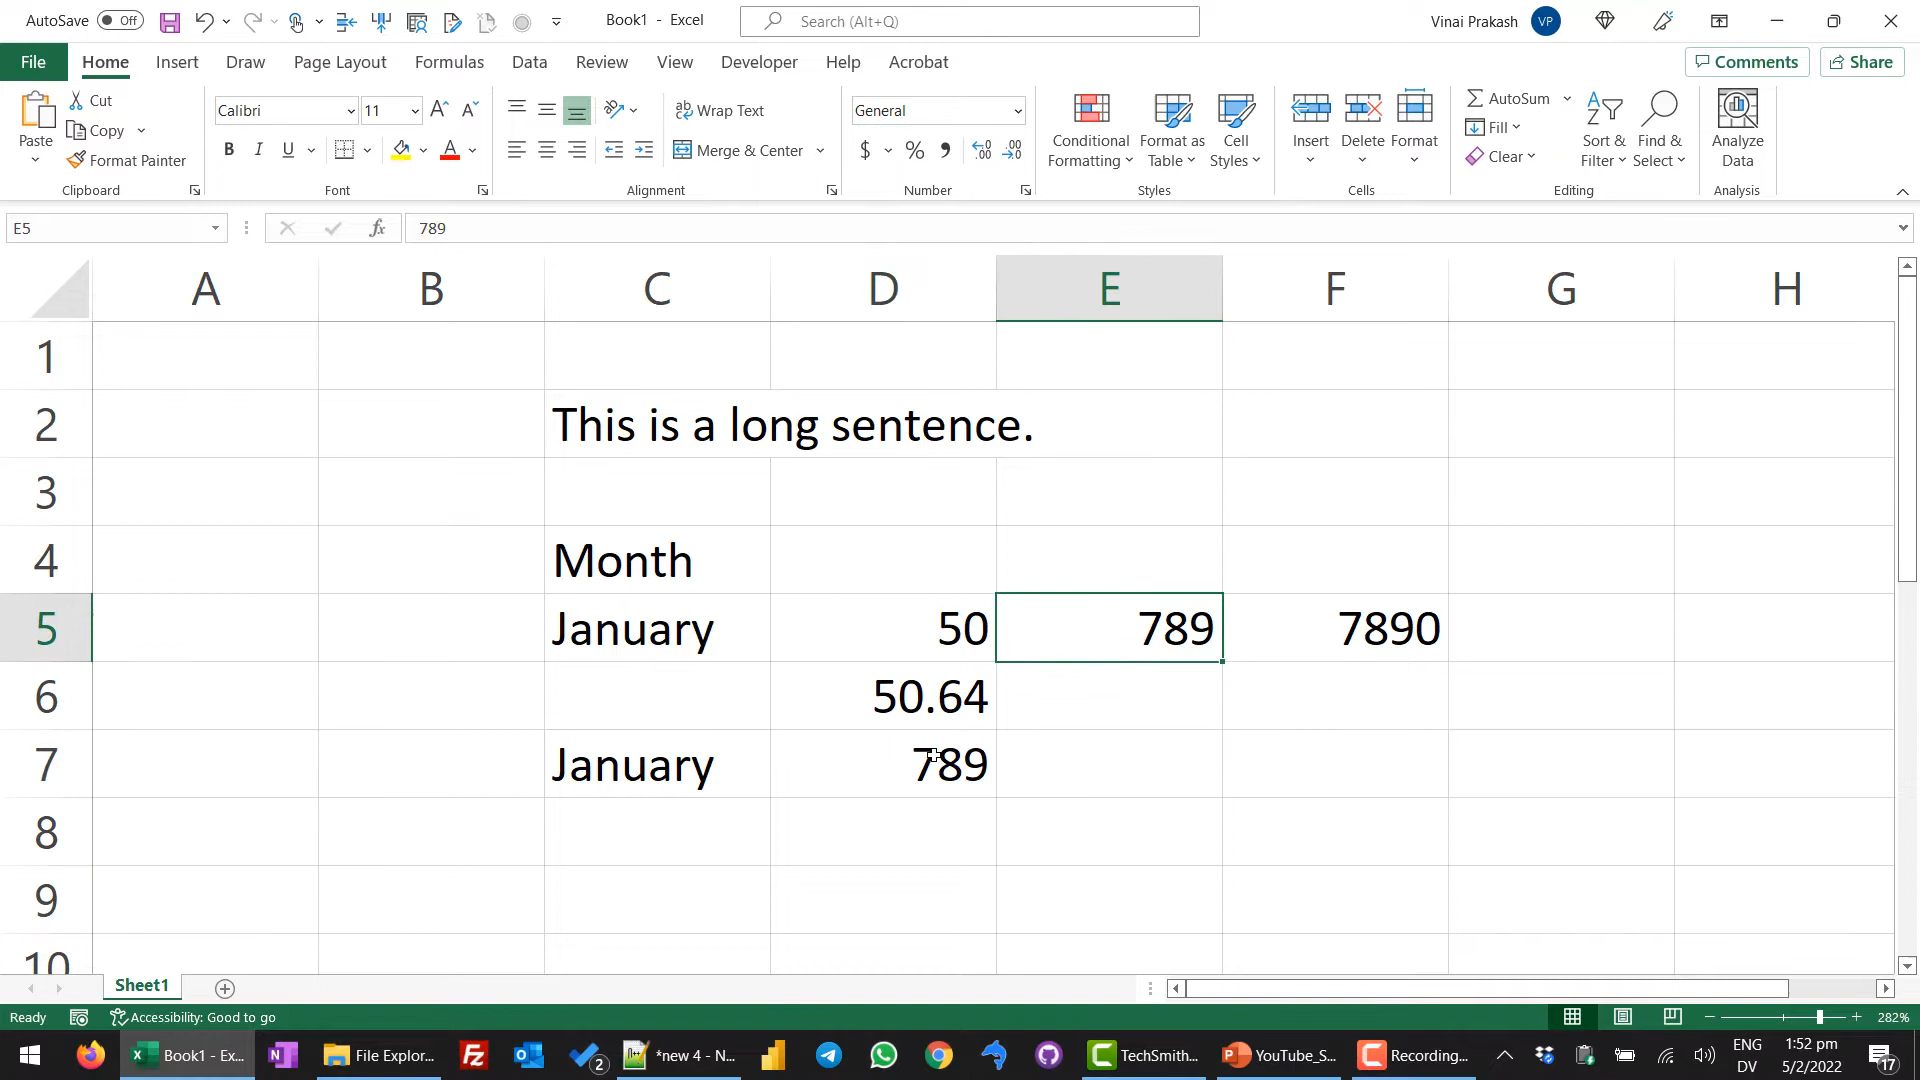 AutoSave Off Book1 - Excel Search (Alt+Q) Vinai Prakash VP
File Home Insert Draw Page Layout Formulas Data Review View Developer Help Acrobat Comments Share
Paste Cut Copy Format Painter Clipboard
Calibri 11 B I U Font
Wrap Text Merge & Center Alignment
General $ % Number
Conditional Formatting Format as Table Cell Styles Styles
Insert Delete Format Cells
AutoSum Fill Clear Sort & Filter Find & Select Editing
Analyze Data Analysis
E5 fx 789
A B C D E F G H
1
2 This is a long sentence.
3
4 Month
5 January 50 789 7890
6 50.64
7 January 789
8
9
10
Sheet1
Ready Accessibility: Good to go 282%
Book1 - Ex... File Explor... 2 *new 4 - N... TechSmith... YouTube_S... Recording... ENG 1:52 pm
DV 5/2/2022 17